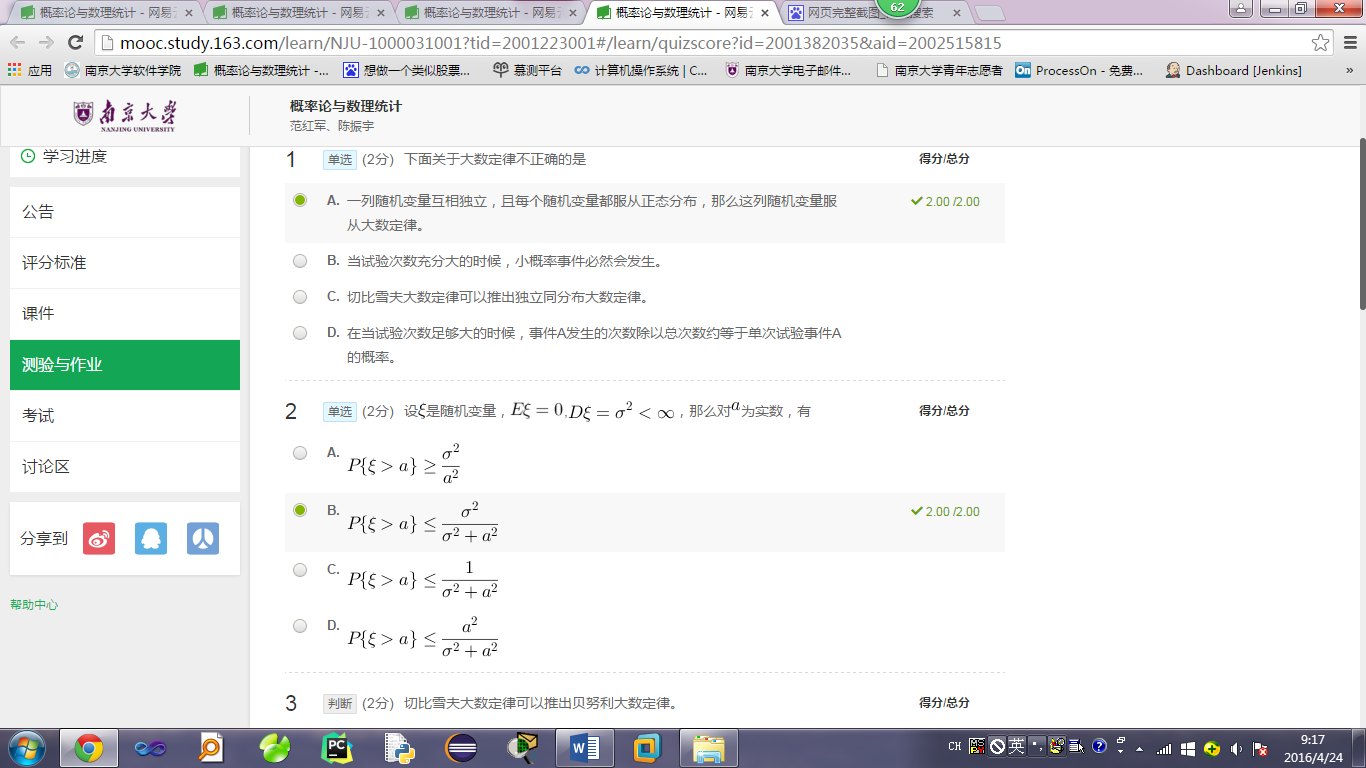 概率论与数理统计 - 网易云
概率论与数理统计 - 网易云
概率论与数理统计 - 网易云
概率论与数理统计 - 网易云
62
mooc.study.163.com/learn/NJU-1000031001?tid=2001223001#/learn/quizscore?id=2001382035&aid=2002515815
应用
南京大学软件学院
概率论与数理统计 -...
想做一个类似股票...
慕测平台
计算机操作系统 | C...
南京大学电子邮件...
南京大学青年志愿者
On ProcessOn - 免费...
Dashboard [Jenkins]
»
南京大学
NANJING UNIVERSITY
概率论与数理统计
范红军、陈振宇
学习进度
公告
评分标准
课件
测验与作业
考试
讨论区
分享到
帮助中心
1 单选 (2分) 下面关于大数定律不正确的是 得分/总分
A. 一列随机变量互相独立，且每个随机变量都服从正态分布，那么这列随机变量服 2.00 /2.00
从大数定律。
B. 当试验次数充分大的时候，小概率事件必然会发生。
C. 切比雪夫大数定律可以推出独立同分布大数定律。
D. 在当试验次数足够大的时候，事件A发生的次数除以总次数约等于单次试验事件A
的概率。
2 单选 (2分) 设ξ是随机变量，Eξ = 0,Dξ = σ² < ∞，那么对a为实数，有 得分/总分
A. P{ξ > a} ≥ σ²/a²
B. P{ξ > a} ≤ σ²/(σ² + a²) 2.00 /2.00
C. P{ξ > a} ≤ 1/(σ² + a²)
D. P{ξ > a} ≤ a²/(σ² + a²)
3 判断 (2分) 切比雪夫大数定律可以推出贝努利大数定律。 得分/总分
PC
CH 英
9:17
2016/4/24